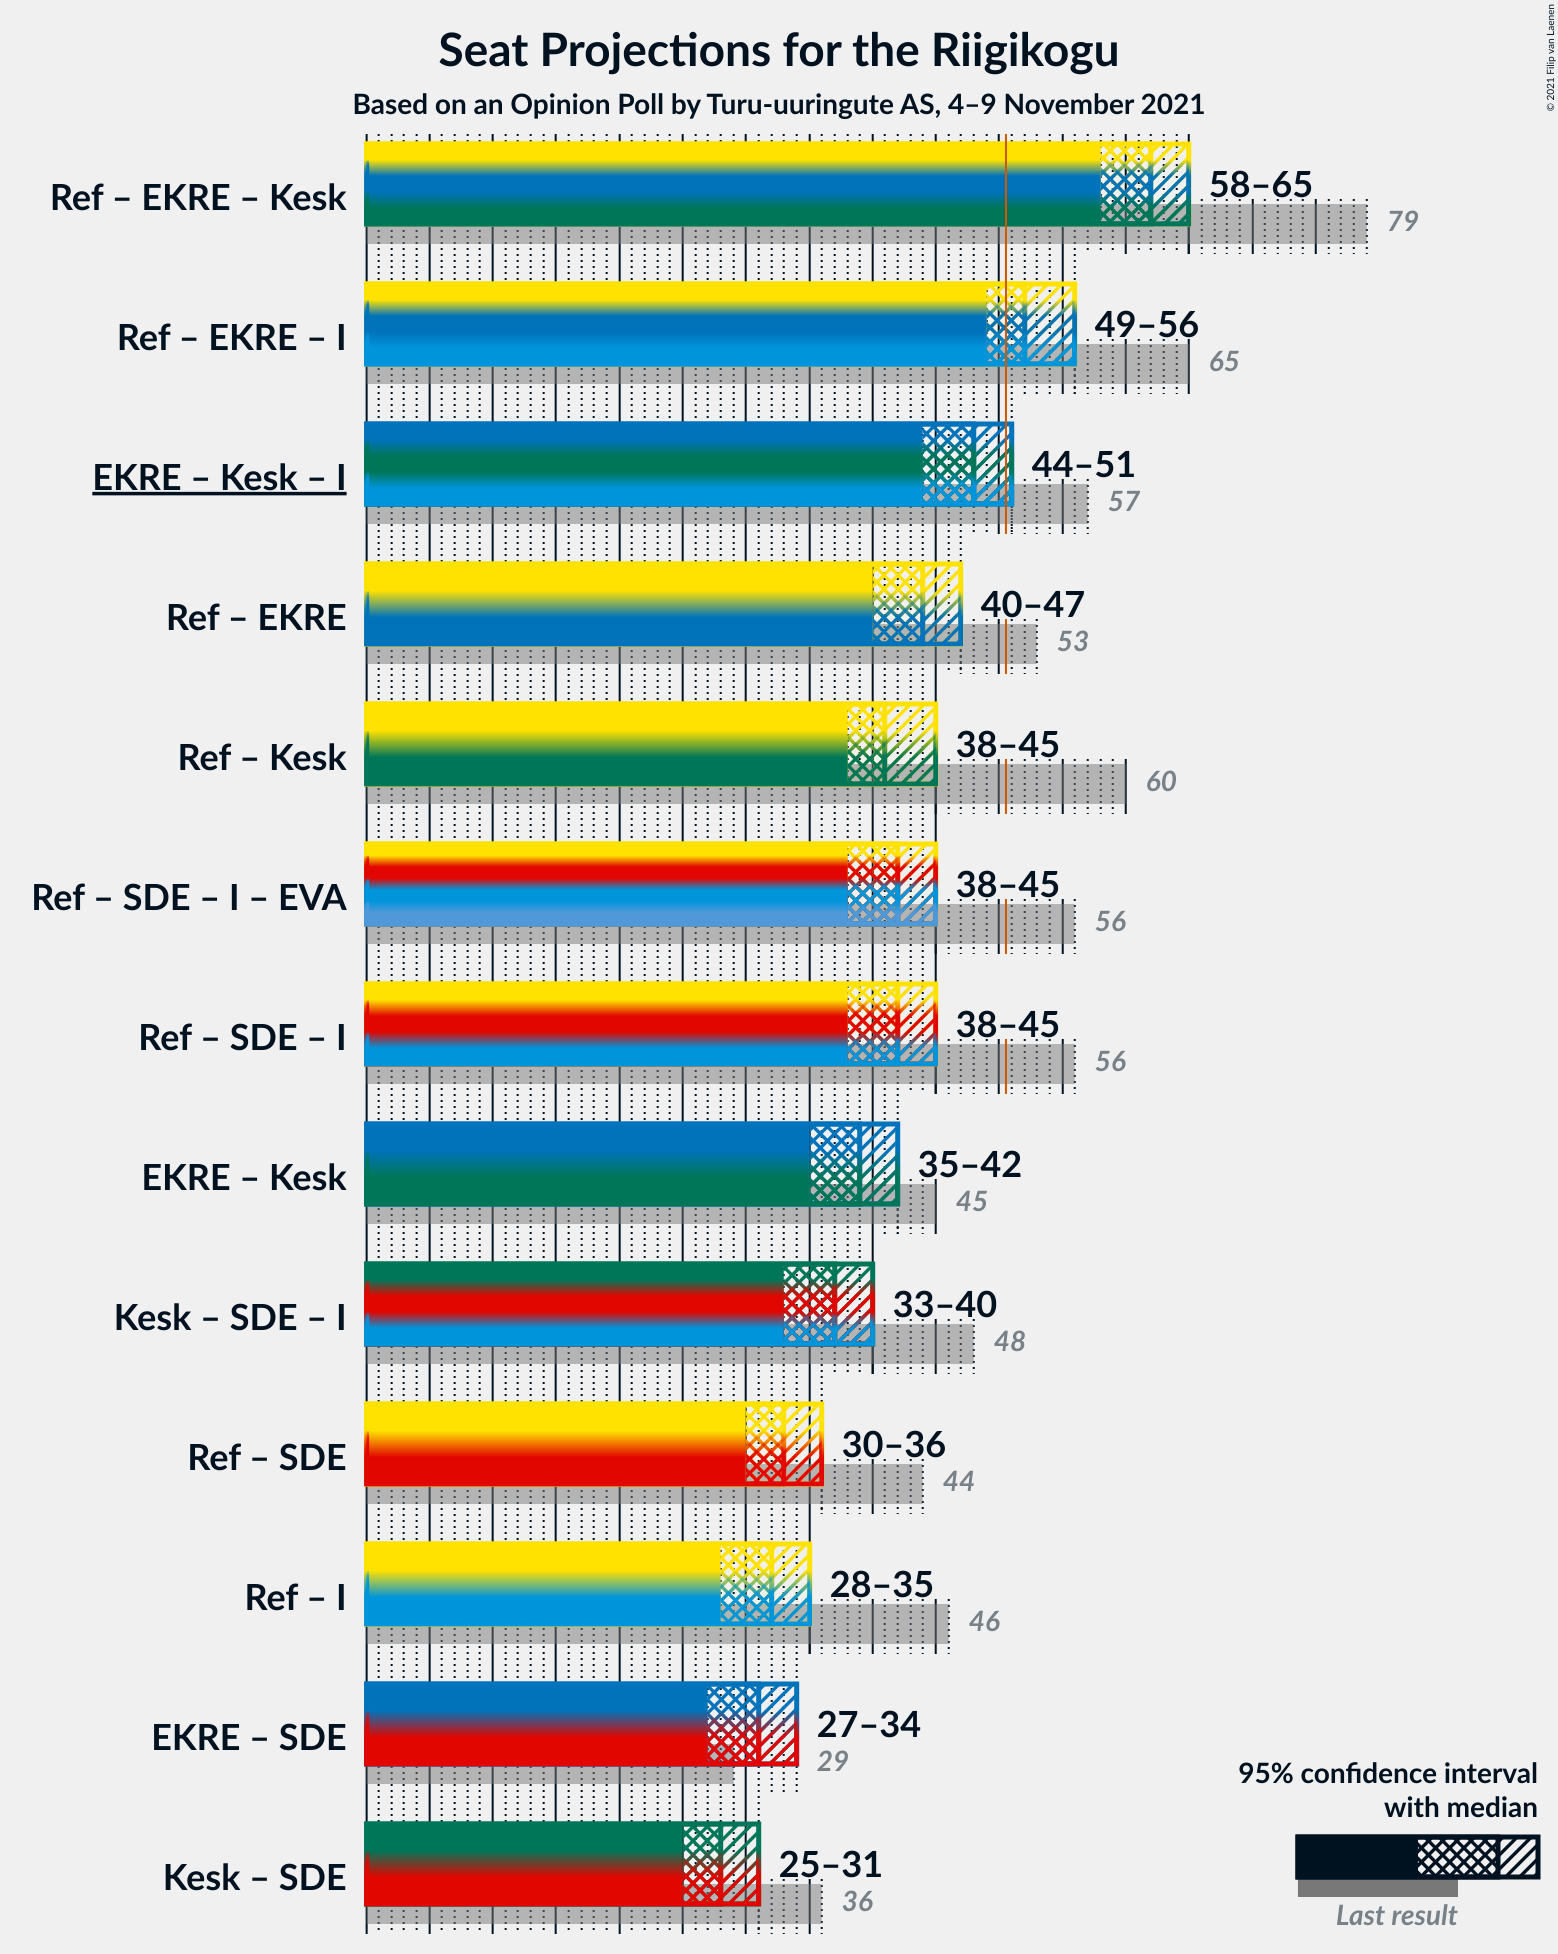 Seat Projections for the Riigikogu
Based on an Opinion Poll by Turu-uuringute AS, 4–9 November 2021
© 2021 Filip van Laenen
Ref – EKRE – Kesk
58–65
79
Ref – EKRE – I
49–56
65
EKRE – Kesk – I
44–51
57
Ref – EKRE
40–47
53
Ref – Kesk
38–45
60
Ref – SDE – I – EVA
38–45
56
Ref – SDE – I
38–45
56
EKRE – Kesk
35–42
45
Kesk – SDE – I
33–40
48
Ref – SDE
30–36
44
Ref – I
28–35
46
EKRE – SDE
27–34
29
Kesk – SDE
25–31
36
95% confidence interval
with median
Last result